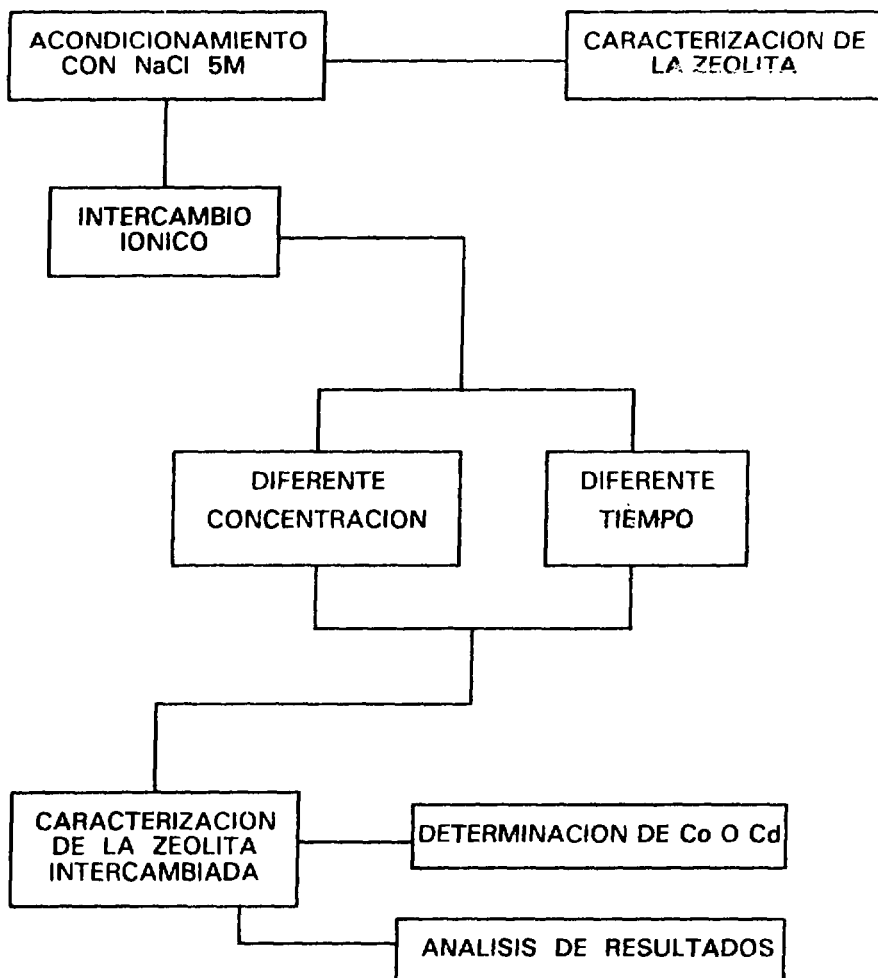 ACONDICIONAMIENTO
CON NaCl 5M
CARACTERIZACION DE
LA ZEOLITA
INTERCAMBIO
IONICO
DIFERENTE
CONCENTRACION
DIFERENTE
TIEMPO
CARACTERIZACION
DE LA ZEOLITA
INTERCAMBIADA
DETERMINACION DE Co O Cd
ANALISIS DE RESULTADOS